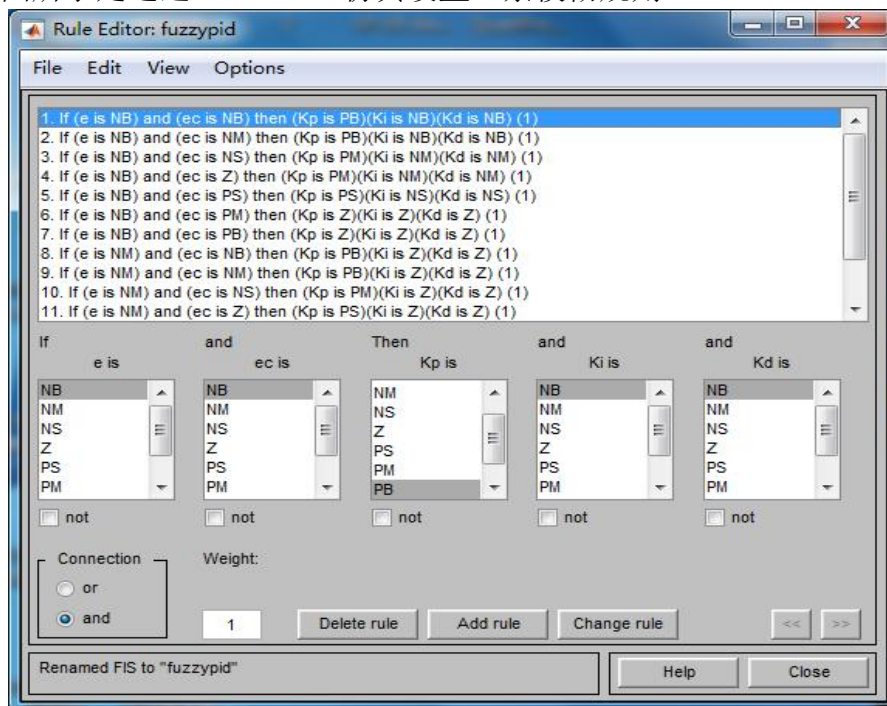 Rule Editor: fuzzypid
File Edit View Options
1. If (e is NB) and (ec is NB) then (Kp is PB)(Ki is NB)(Kd is NB) (1)
2. If (e is NB) and (ec is NM) then (Kp is PB)(Ki is NB)(Kd is NB) (1)
3. If (e is NB) and (ec is NS) then (Kp is PM)(Ki is NM)(Kd is NM) (1)
4. If (e is NB) and (ec is Z) then (Kp is PM)(Ki is NM)(Kd is NM) (1)
5. If (e is NB) and (ec is PS) then (Kp is PS)(Ki is NS)(Kd is NS) (1)
6. If (e is NB) and (ec is PM) then (Kp is Z)(Ki is Z)(Kd is Z) (1)
7. If (e is NB) and (ec is PB) then (Kp is Z)(Ki is Z)(Kd is Z) (1)
8. If (e is NM) and (ec is NB) then (Kp is PB)(Ki is Z)(Kd is Z) (1)
9. If (e is NM) and (ec is NM) then (Kp is PB)(Ki is Z)(Kd is Z) (1)
10. If (e is NM) and (ec is NS) then (Kp is PM)(Ki is Z)(Kd is Z) (1)
11. If (e is NM) and (ec is Z) then (Kp is PS)(Ki is Z)(Kd is Z) (1)
If and Then and and
e is ec is Kp is Ki is Kd is
NB NB NM NB NB
NM NM NS NM NM
NS NS Z NS NS
Z Z PS Z Z
PS PS PM PS PS
PM PM PB PM PM
not not not not not
Connection Weight:
or
and 1 Delete rule Add rule Change rule << >>
Renamed FIS to "fuzzypid" Help Close